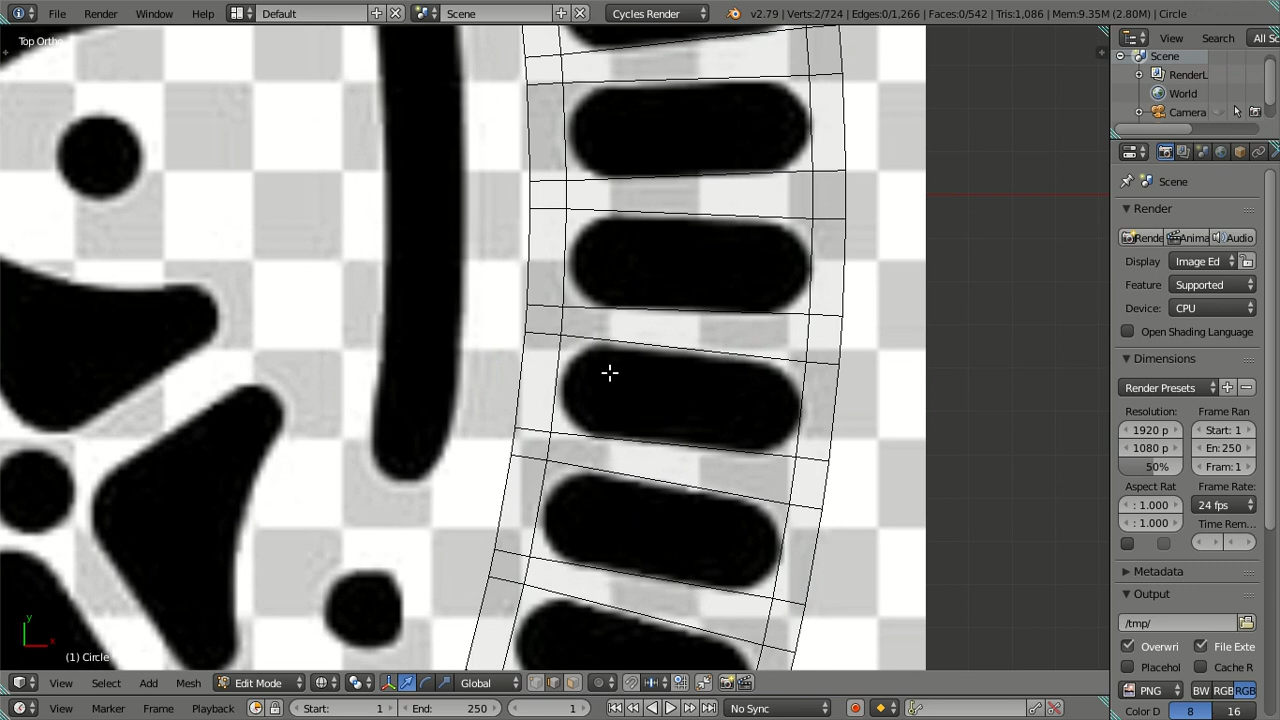 File Render Window Help Default Scene Cycles Render v2.79 | Verts:2/724 | Edges:0/1,266 | Faces:0/542 | Tris:1,086 | Mem:9.35M (2.80M) | Circle
Top Ortho
View Search All Sc
Scene
RenderL
World
Camera
Scene
Render
Rende Anima Audio
Display Image Ed
Feature Supported
Device: CPU
Open Shading Language
Dimensions
Render Presets
Resolution: Frame Ran
1920 p Start: 1
1080 p En: 250
50% Fram: 1
Aspect Rat Frame Rate:
: 1.000 24 fps
: 1.000 Time Rem...
Metadata
Output
/tmp/
Overwri File Exte
Placehol Cache R
PNG BW RGB RGB
Color D 8 16
(1) Circle
View Select Add Mesh Edit Mode Global
View Marker Frame Playback Start: 1 End: 250 1 No Sync